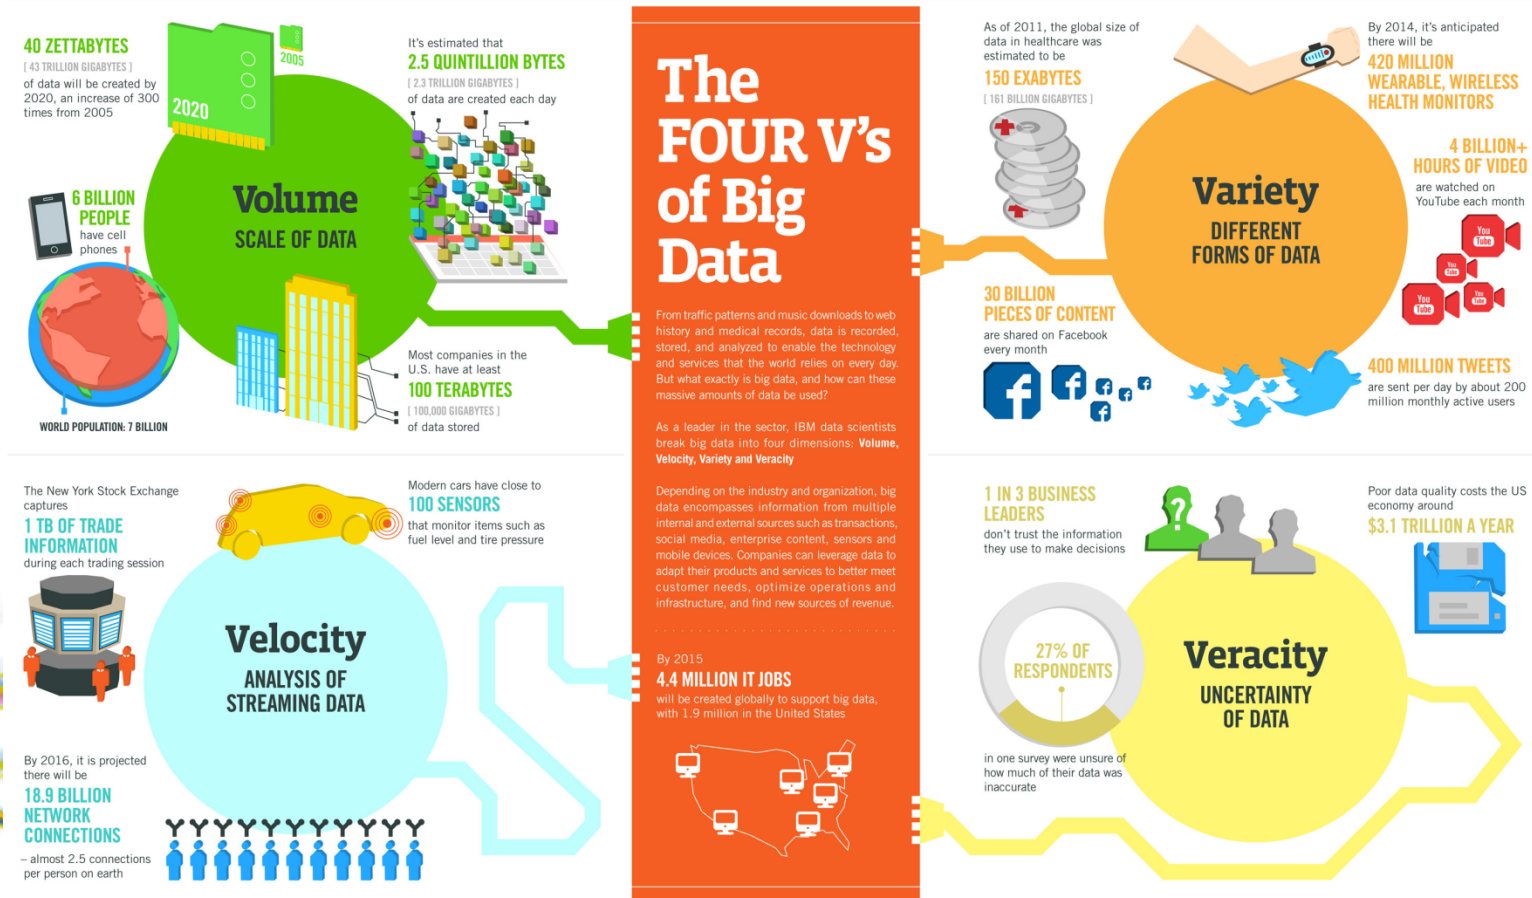 40 ZETTABYTES
[ 43 TRILLION GIGABYTES ]
of data will be created by
2020, an increase of 300
times from 2005
2020
2005
It's estimated that
2.5 QUINTILLION BYTES
[ 2.3 TRILLION GIGABYTES ]
of data are created each day
6 BILLION
PEOPLE
have cell
phones
WORLD POPULATION: 7 BILLION
Volume
SCALE OF DATA
Most companies in the
U.S. have at least
100 TERABYTES
[ 100,000 GIGABYTES ]
of data stored
The New York Stock Exchange
captures
1 TB OF TRADE
INFORMATION
during each trading session
Modern cars have close to
100 SENSORS
that monitor items such as
fuel level and tire pressure
Velocity
ANALYSIS OF
STREAMING DATA
By 2016, it is projected
there will be
18.9 BILLION
NETWORK
CONNECTIONS
– almost 2.5 connections
per person on earth
The
FOUR V's
of Big
Data
From traffic patterns and music downloads to web
history and medical records, data is recorded,
stored, and analyzed to enable the technology
and services that the world relies on every day.
But what exactly is big data, and how can these
massive amounts of data be used?
As a leader in the sector, IBM data scientists
break big data into four dimensions: Volume,
Velocity, Variety and Veracity
Depending on the industry and organization, big
data encompasses information from multiple
internal and external sources such as transactions,
social media, enterprise content, sensors and
mobile devices. Companies can leverage data to
adapt their products and services to better meet
customer needs, optimize operations and
infrastructure, and find new sources of revenue.
By 2015
4.4 MILLION IT JOBS
will be created globally to support big data,
with 1.9 million in the United States
As of 2011, the global size of
data in healthcare was
estimated to be
150 EXABYTES
[ 161 BILLION GIGABYTES ]
By 2014, it's anticipated
there will be
420 MILLION
WEARABLE, WIRELESS
HEALTH MONITORS
4 BILLION+
HOURS OF VIDEO
are watched on
YouTube each month
You
Tube
You
Tube
You
Tube
You
Tube
Variety
DIFFERENT
FORMS OF DATA
30 BILLION
PIECES OF CONTENT
are shared on Facebook
every month
400 MILLION TWEETS
are sent per day by about 200
million monthly active users
1 IN 3 BUSINESS
LEADERS
don't trust the information
they use to make decisions
?
Poor data quality costs the US
economy around
$3.1 TRILLION A YEAR
27% OF
RESPONDENTS
in one survey were unsure of
how much of their data was
inaccurate
Veracity
UNCERTAINTY
OF DATA